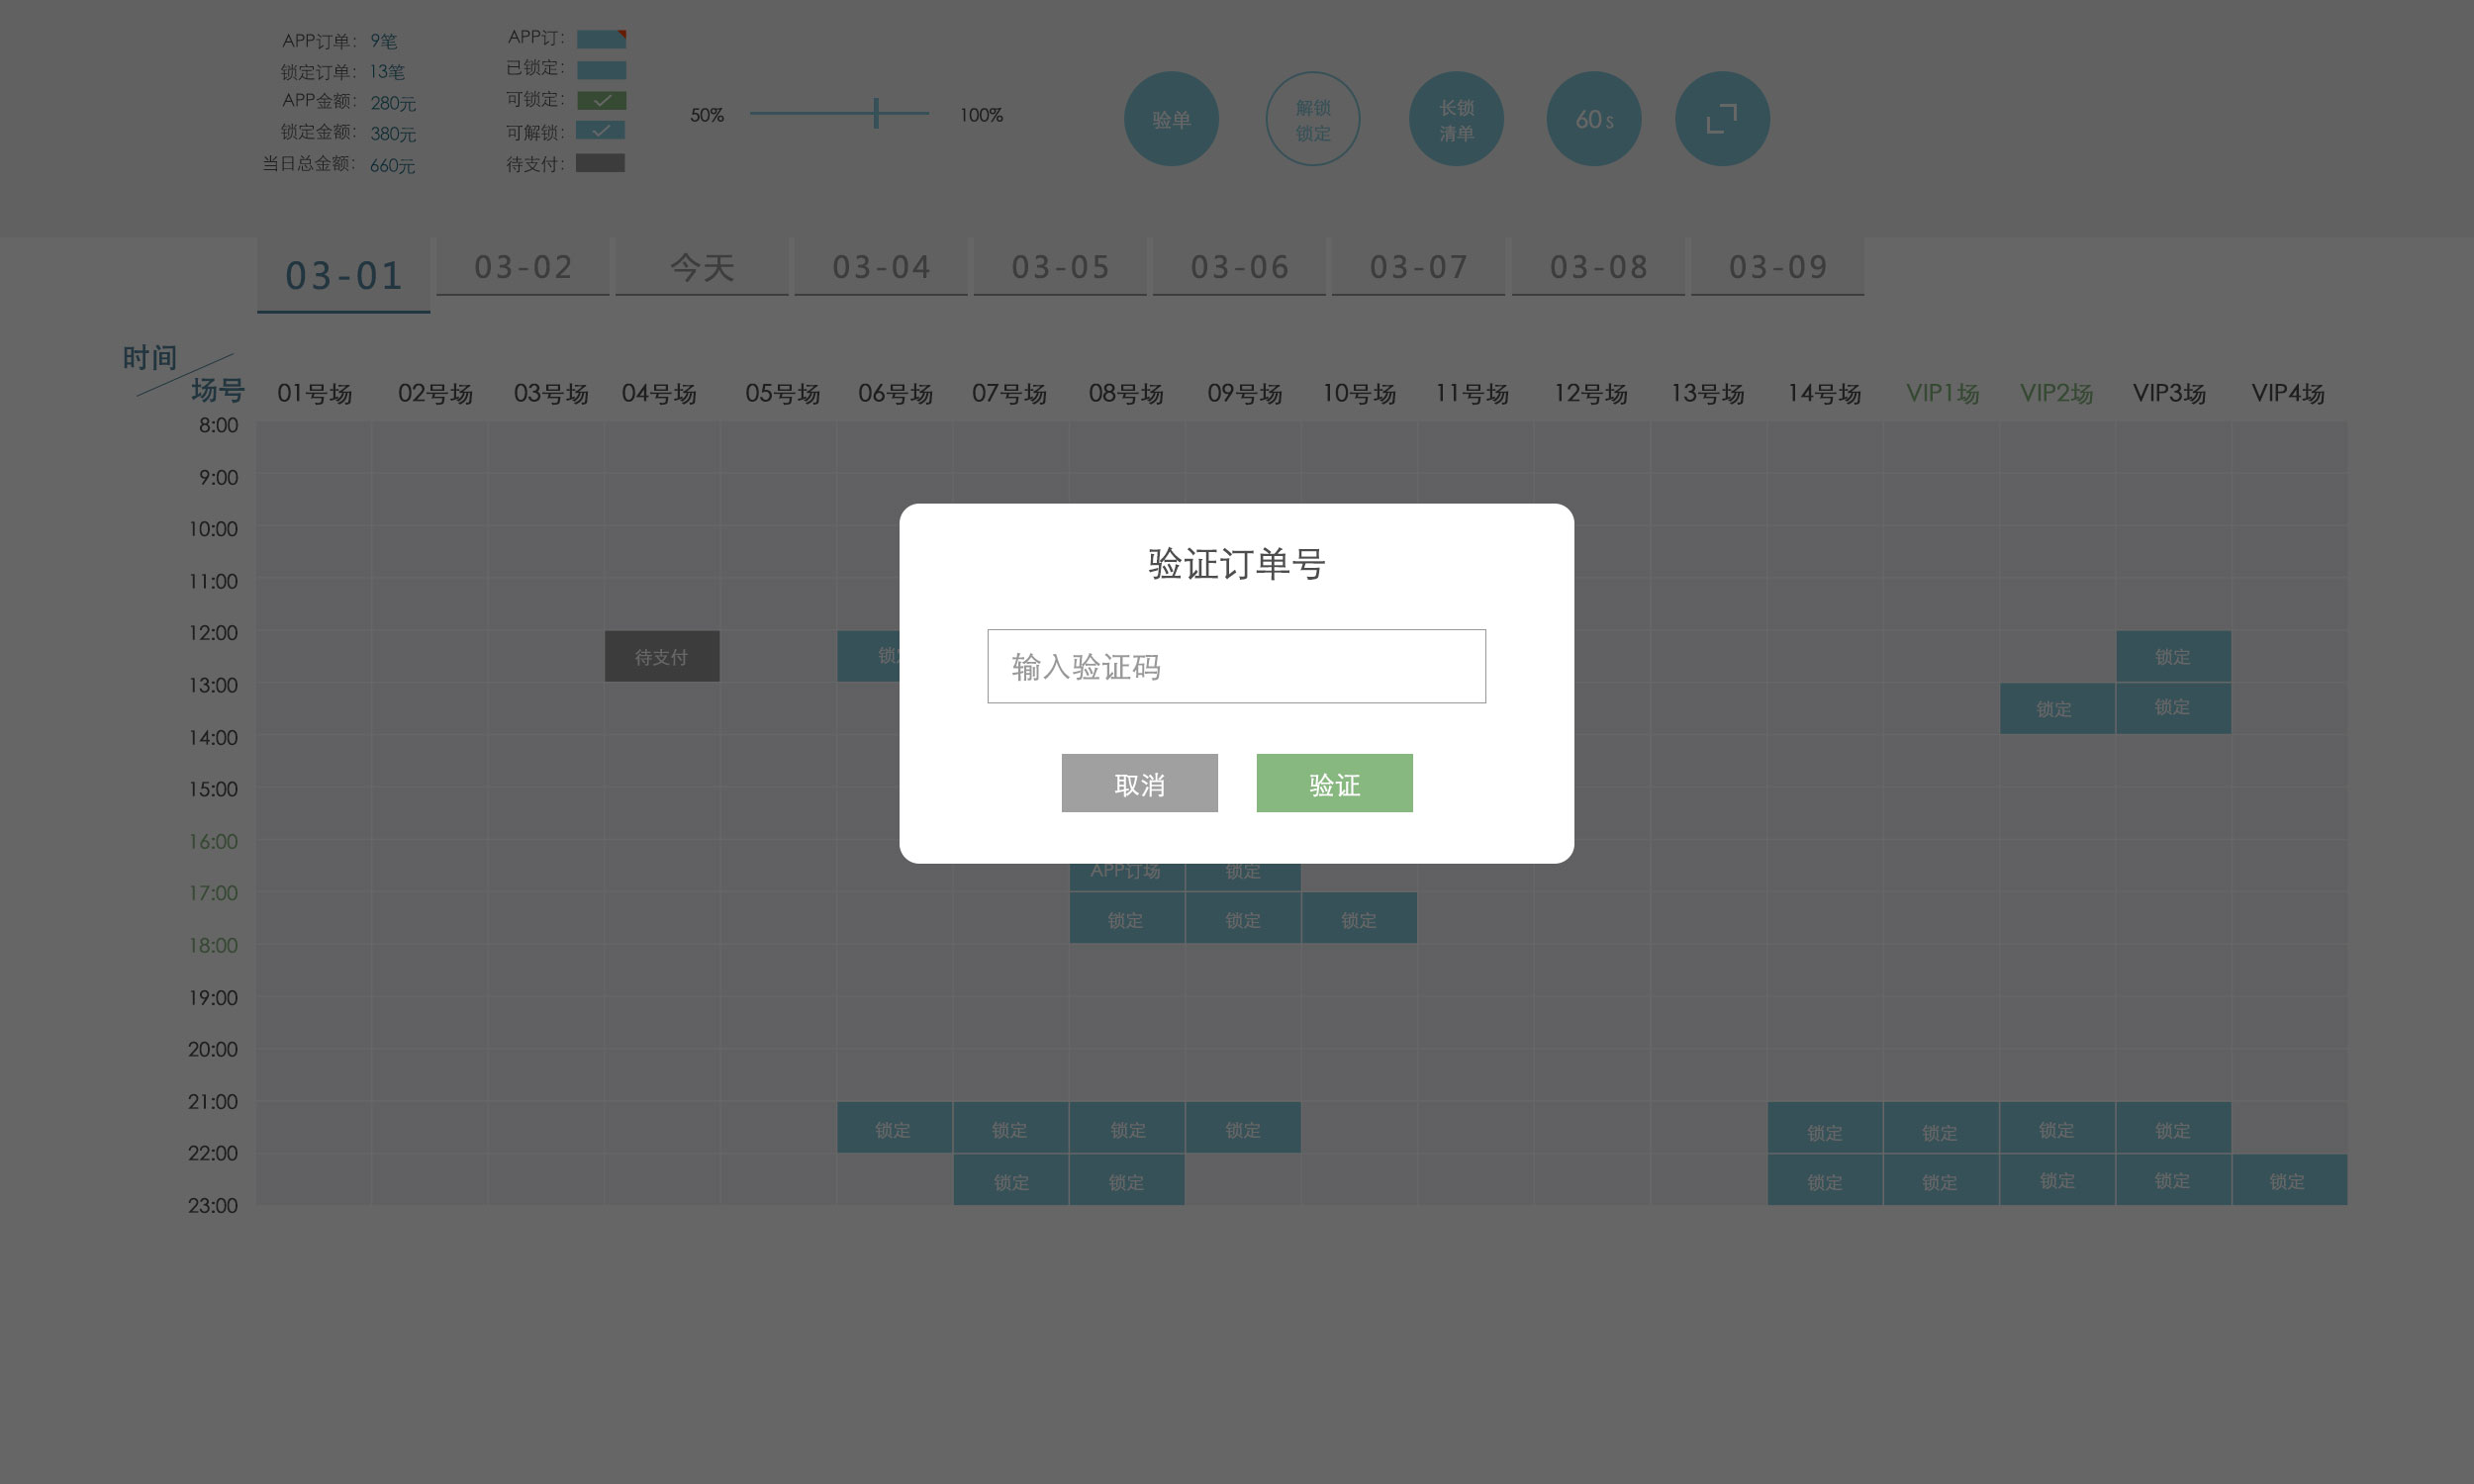 APP订单： 9笔
锁定订单： 13笔
APP金额： 280元
锁定金额： 380元
当日总金额： 660元
APP订：
已锁定：
可锁定：
可解锁：
待支付：
50% 100%
验单
解锁
锁定
长锁
清单
60 s
03-01 03-02 今天 03-04 03-05 03-06 03-07 03-08 03-09
时间
场号
01号场 02号场 03号场 04号场 05号场 06号场 07号场 08号场 09号场 10号场 11号场 12号场 13号场 14号场 VIP1场 VIP2场 VIP3场 VIP4场
8:00
9:00
10:00
11:00
12:00
待支付 锁 锁定
13:00
锁定 锁定
14:00
15:00
16:00
APP订场 锁定
17:00
锁定 锁定 锁定
18:00
19:00
20:00
21:00
锁定 锁定 锁定 锁定 锁定 锁定 锁定 锁定
22:00
锁定 锁定 锁定 锁定 锁定 锁定 锁定
23:00
验证订单号
输入验证码
取消 验证